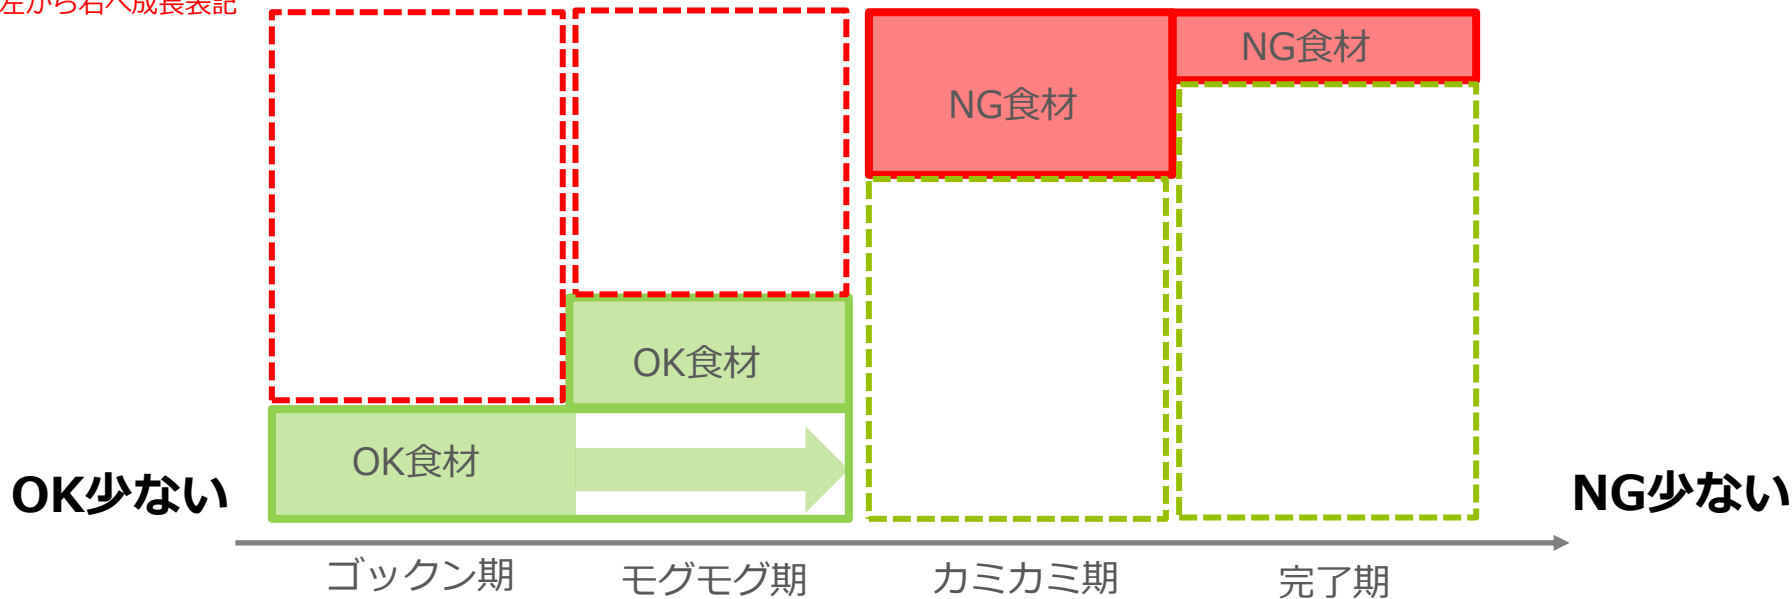 左から右へ成長表記
NG食材
NG食材
OK食材
OK食材
OK少ない
NG少ない
ゴックン期
モグモグ期
カミカミ期
完了期